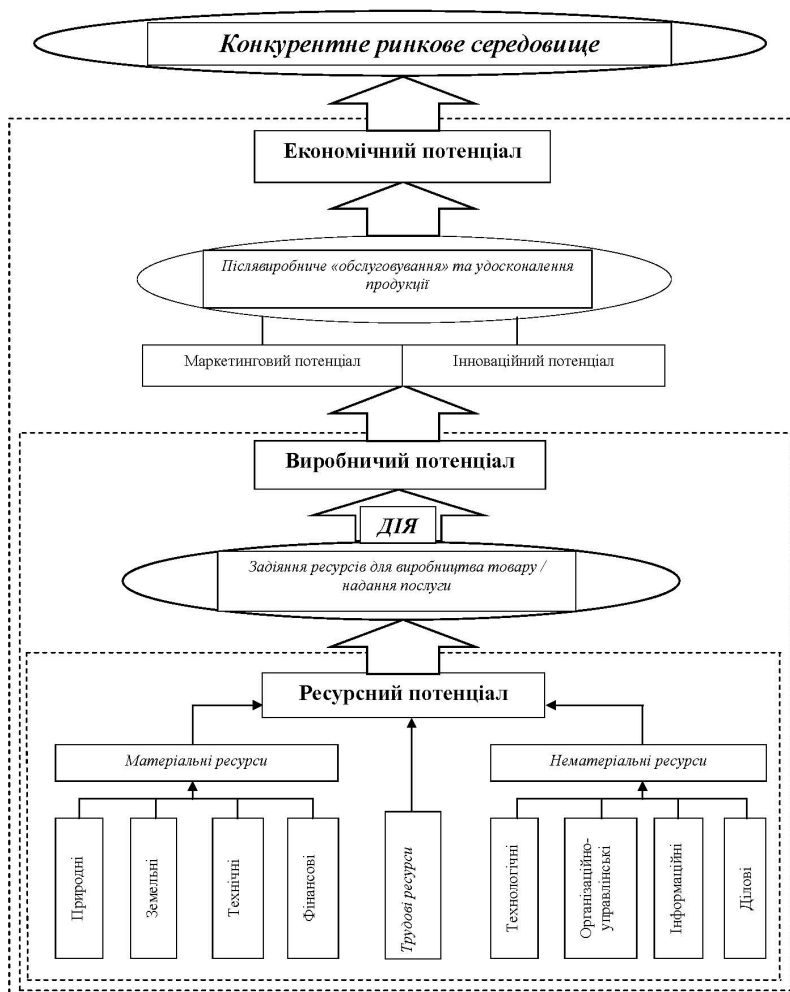 Конкурентне ринкове середовище
Економічний потенціал
Післявиробниче «обслуговування» та удосконалення
продукції
Маркетинговий потенціал
Інноваційний потенціал
Виробничий потенціал
ДІЯ
Задіяння ресурсів для виробництва товару /
надання послуги
Ресурсний потенціал
Матеріальні ресурси
Нематеріальні ресурси
Природні
Земельні
Технічні
Фінансові
Трудові ресурси
Технологічні
Організаційно-
управлінські
Інформаційні
Ділові